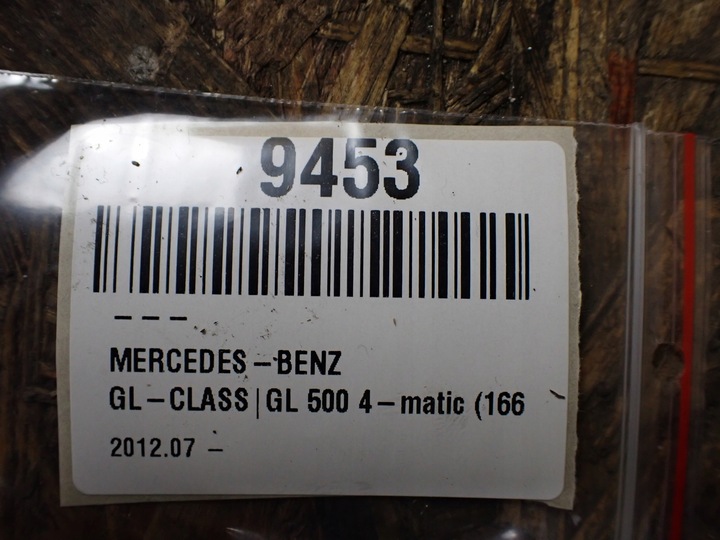 9453
– – –
MERCEDES – BENZ
GL – CLASS | GL 500 4 – matic (166
2012.07 –